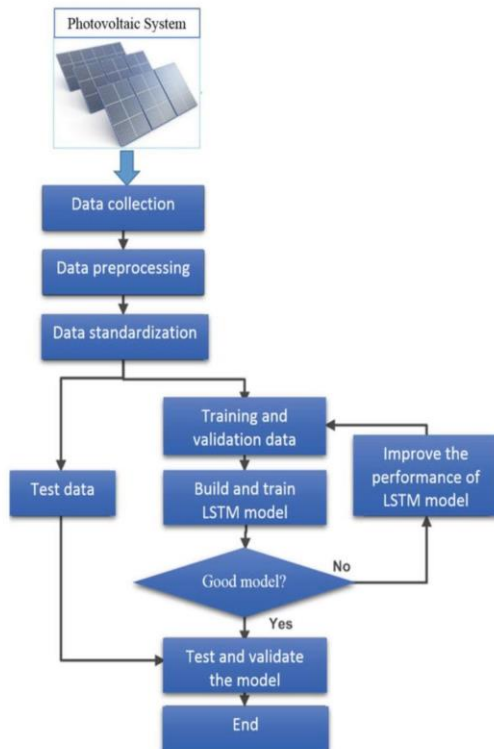 Photovoltaic System
Data collection
Data preprocessing
Data standardization
Training and
validation data
Improve the
performance of
LSTM model
Test data
Build and train
LSTM model
Good model?
No
Yes
Test and validate
the model
End